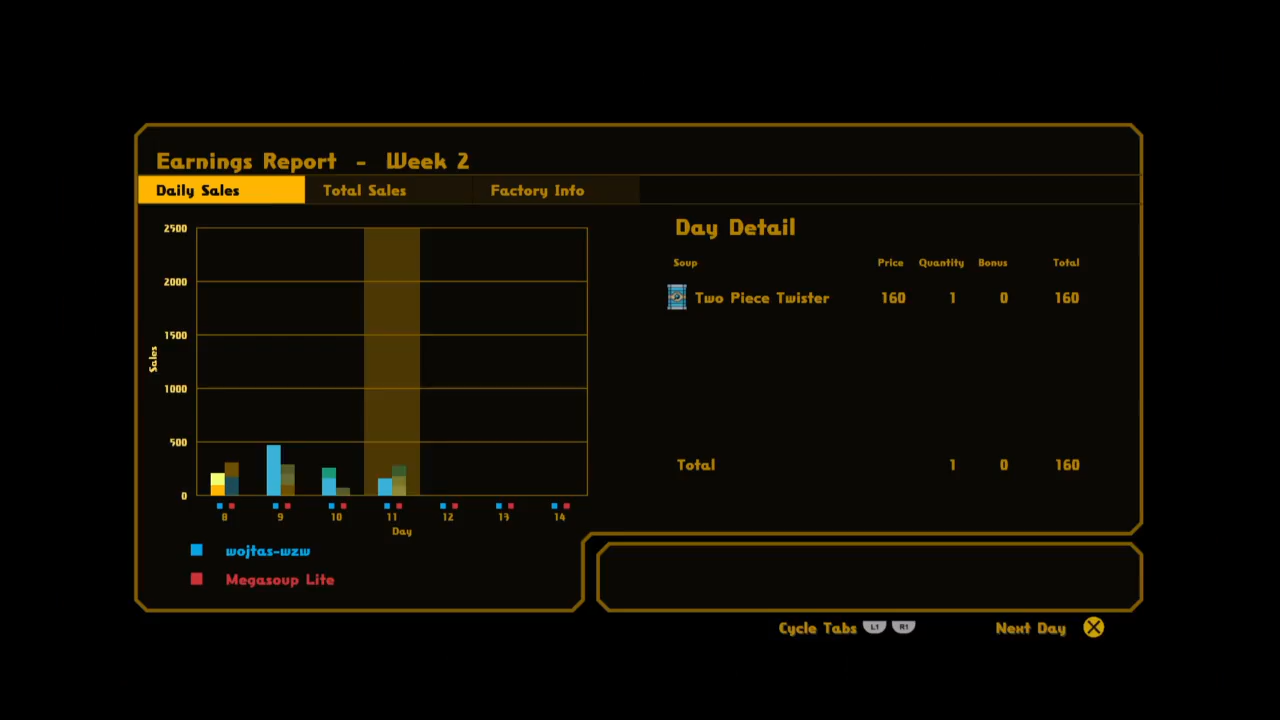 Earnings Report - Week 2
Daily Sales Total Sales Factory Info
2500
2000
1500
1000
500
0
Sales
8 9 10 11 12 13 14
Day
wojtas-wzw
Megasoup Lite
Day Detail
Soup Price Quantity Bonus Total
Two Piece Twister 160 1 0 160
Total 1 0 160
Cycle Tabs L1 R1 Next Day